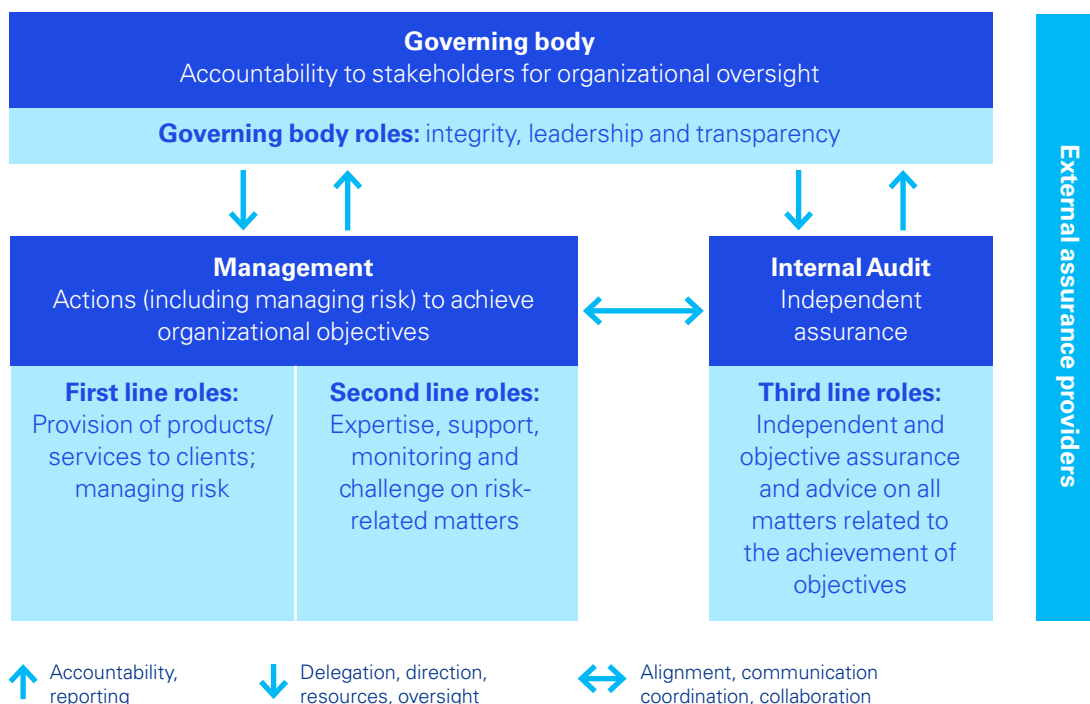 Governing body
Accountability to stakeholders for organizational oversight
Governing body roles: integrity, leadership and transparency
Management
Actions (including managing risk) to achieve
organizational objectives
Internal Audit
Independent
assurance
First line roles:
Provision of products/
services to clients;
managing risk
Second line roles:
Expertise, support,
monitoring and
challenge on risk-
related matters
Third line roles:
Independent and
objective assurance
and advice on all
matters related to
the achievement of
objectives
External assurance providers
Accountability,
reporting
Delegation, direction,
resources, oversight
Alignment, communication
coordination, collaboration